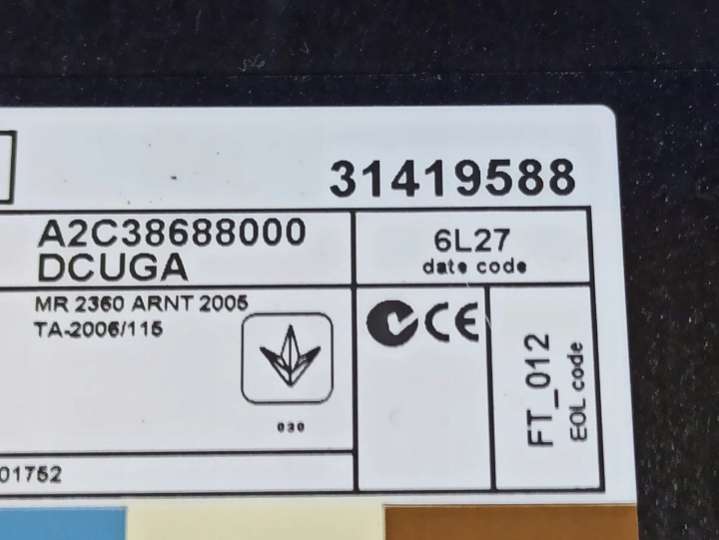 31419588
A2C38688000
DCUGA
6L27
date code
MR 2360 ARNT 2005
TA-2006/115
CE
030
FT_012
EOL code
01752